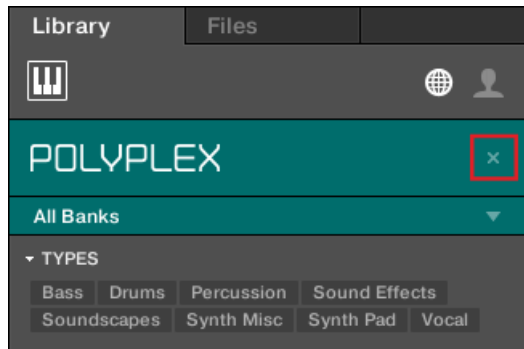 Library Files
POLYPLEX ×
All Banks
TYPES
Bass Drums Percussion Sound Effects
Soundscapes Synth Misc Synth Pad Vocal